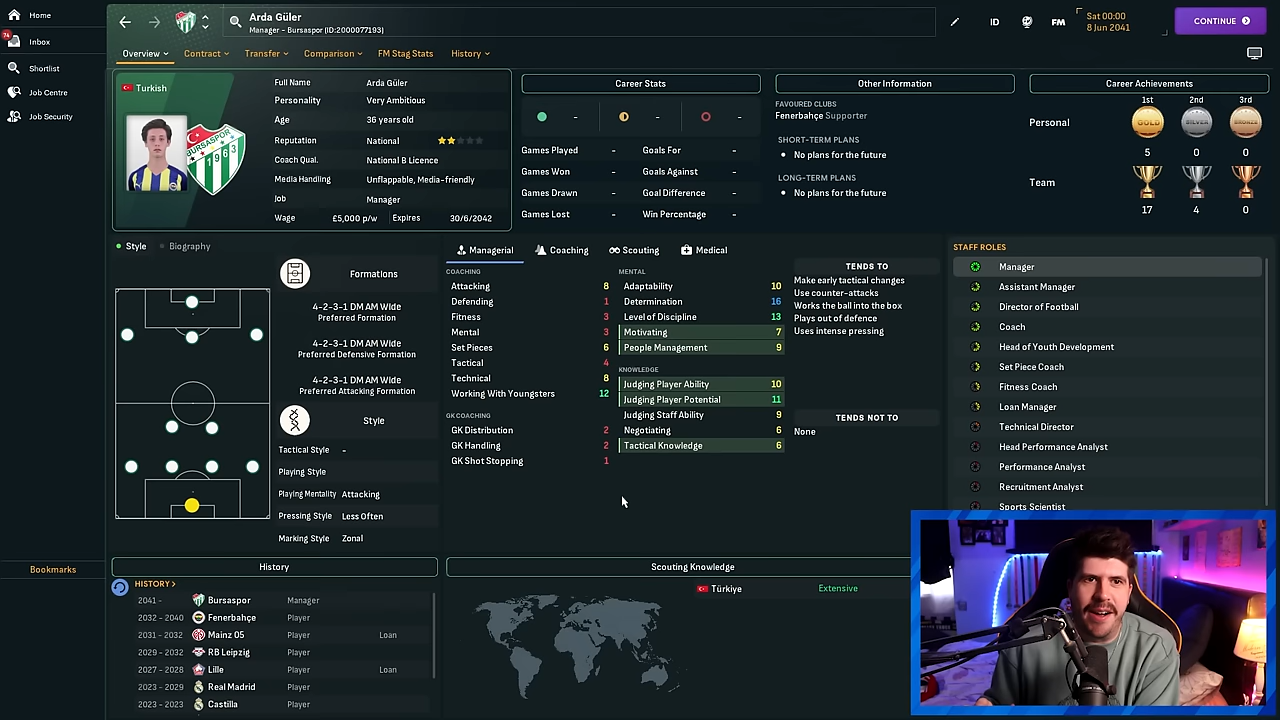 Home
74
Inbox
Shortlist
Job Centre
Job Security
Bookmarks
Arda Güler
Manager - Bursaspor (ID:2000077193)
ID
FM
Sat 00:00
8 Jun 2041
CONTINUE
Overview
Contract
Transfer
Comparison
FM Stag Stats
History
Turkish
BURSASPOR
1963
Full Name Arda Güler
Personality Very Ambitious
Age 36 years old
Reputation National
Coach Qual. National B Licence
Media Handling Unflappable, Media-friendly
Job Manager
Wage £5,000 p/w Expires 30/6/2042
Career Stats
- - -
Games Played - Goals For -
Games Won - Goals Against -
Games Drawn - Goal Difference -
Games Lost - Win Percentage -
Other Information
FAVOURED CLUBS
Fenerbahçe Supporter
SHORT-TERM PLANS
No plans for the future
LONG-TERM PLANS
No plans for the future
Career Achievements
1st 2nd 3rd
GOLD SILVER BRONZE
Personal
5 0 0
Team
17 4 0
Style
Biography
Formations
4-2-3-1 DM AM Wide
Preferred Formation
4-2-3-1 DM AM Wide
Preferred Defensive Formation
4-2-3-1 DM AM Wide
Preferred Attacking Formation
Style
Tactical Style -
Playing Style
Playing Mentality Attacking
Pressing Style Less Often
Marking Style Zonal
Managerial
Coaching
Scouting
Medical
COACHING
Attacking 8
Defending 1
Fitness 3
Mental 3
Set Pieces 6
Tactical 4
Technical 8
Working With Youngsters 12
GK COACHING
GK Distribution 2
GK Handling 2
GK Shot Stopping 1
MENTAL
Adaptability 10
Determination 16
Level of Discipline 13
Motivating 7
People Management 9
KNOWLEDGE
Judging Player Ability 10
Judging Player Potential 11
Judging Staff Ability 9
Negotiating 6
Tactical Knowledge 6
TENDS TO
Make early tactical changes
Use counter-attacks
Works the ball into the box
Plays out of defence
Uses intense pressing
TENDS NOT TO
None
STAFF ROLES
Manager
Assistant Manager
Director of Football
Coach
Head of Youth Development
Set Piece Coach
Fitness Coach
Loan Manager
Technical Director
Head Performance Analyst
Performance Analyst
Recruitment Analyst
Sports Scientist
History
HISTORY >
2041 - Bursaspor Manager
2032 - 2040 Fenerbahçe Player
2031 - 2032 Mainz 05 Player Loan
2029 - 2032 RB Leipzig Player
2027 - 2028 Lille Player Loan
2023 - 2029 Real Madrid Player
2023 - 2023 Castilla Player
Scouting Knowledge
Türkiye Extensive